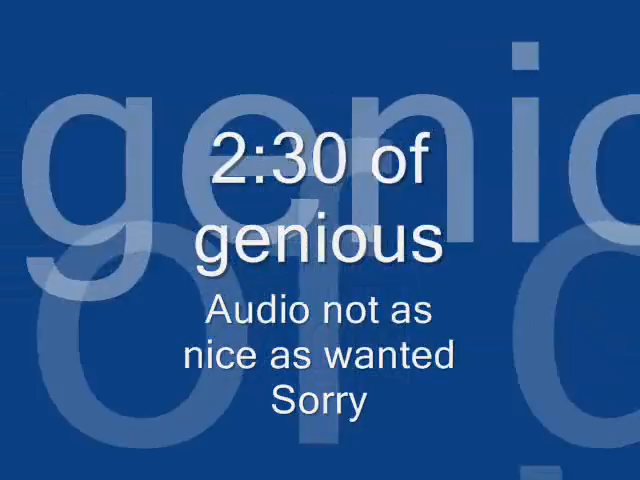 2:30 of
genious
Audio not as
nice as wanted
Sorry